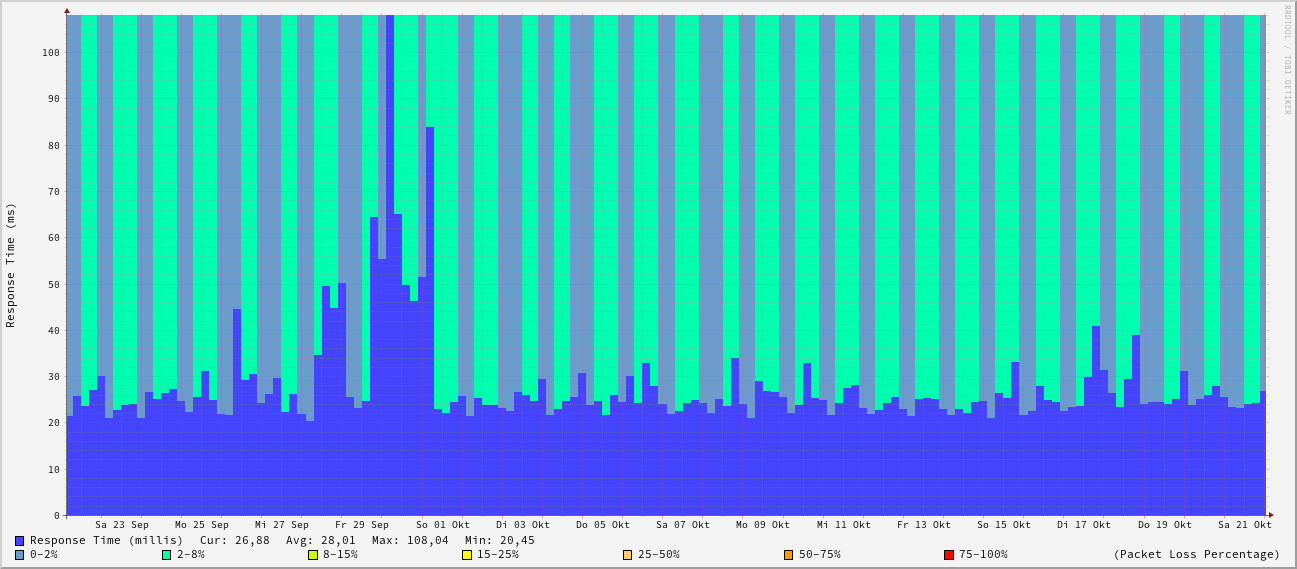 RRDTOOL / TOBI OETIKER
Response Time (ms)
100
90
80
70
60
50
40
30
20
10
0
Sa 23 Sep Mo 25 Sep Mi 27 Sep Fr 29 Sep So 01 Okt Di 03 Okt Do 05 Okt Sa 07 Okt Mo 09 Okt Mi 11 Okt Fr 13 Okt So 15 Okt Di 17 Okt Do 19 Okt Sa 21 Okt
Response Time (millis) Cur: 26,88 Avg: 28,01 Max: 108,04 Min: 20,45
0-2% 2-8% 8-15% 15-25% 25-50% 50-75% 75-100% (Packet Loss Percentage)